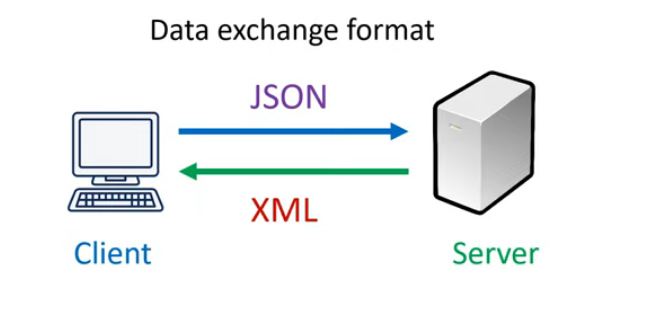 Data exchange format
JSON
XML
Client
Server